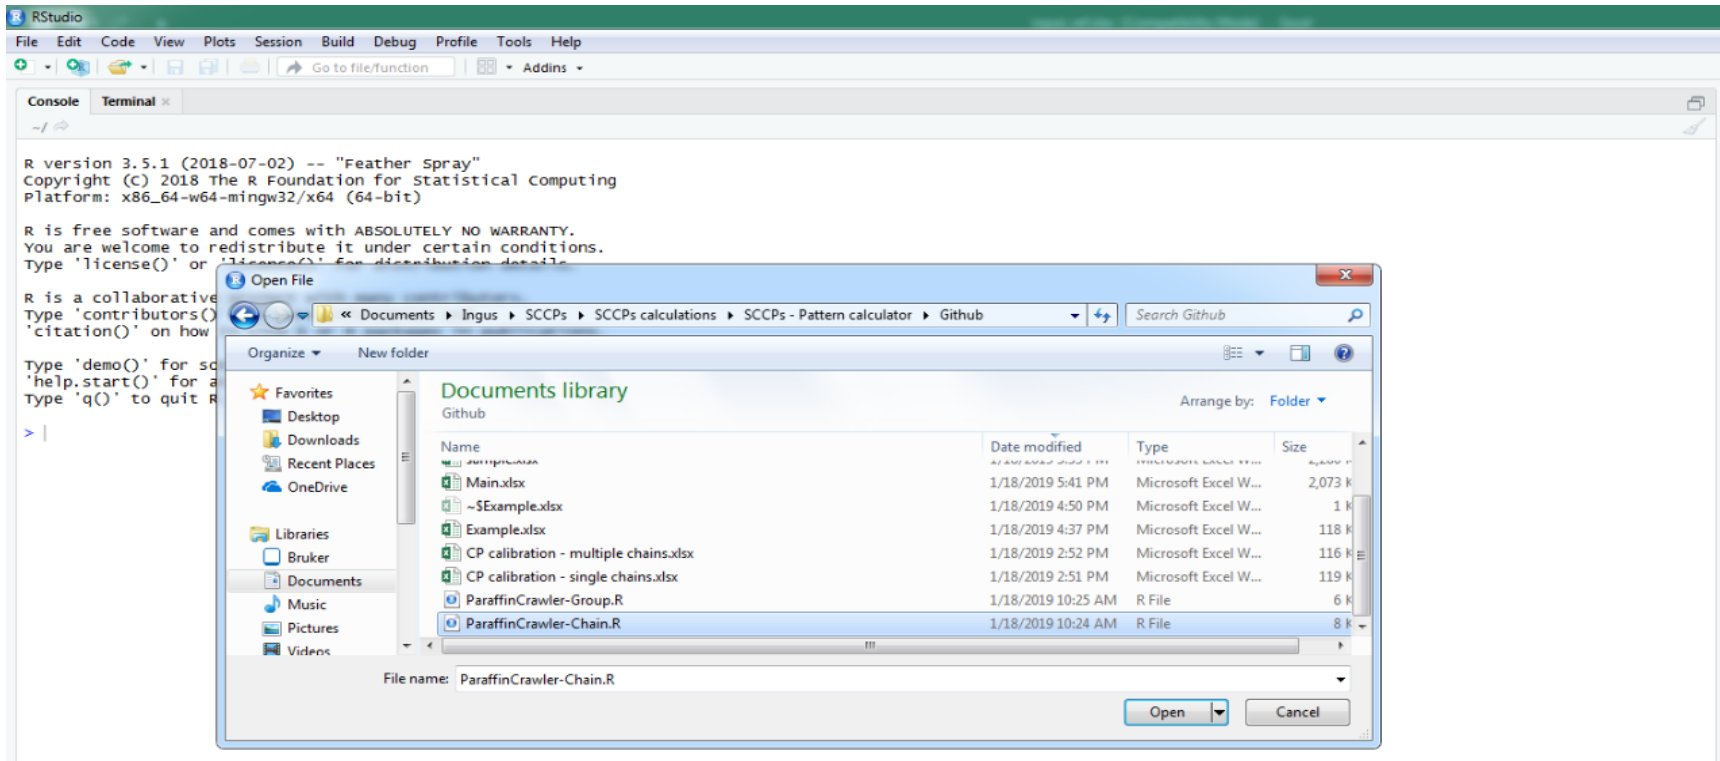 RStudio
File Edit Code View Plots Session Build Debug Profile Tools Help
Go to file/function Addins
Console Terminal
~/
R version 3.5.1 (2018-07-02) -- "Feather Spray"
Copyright (C) 2018 The R Foundation for Statistical Computing
Platform: x86_64-w64-mingw32/x64 (64-bit)
R is free software and comes with ABSOLUTELY NO WARRANTY.
You are welcome to redistribute it under certain conditions.
Type 'license()' or 'licence()' for distribution details.
R is a collaborative
Type 'contributors()
'citation()' on how
Type 'demo()' for so
'help.start()' for a
Type 'q()' to quit R
>
Open File
« Documents Ingus SCCPs SCCPs calculations SCCPs - Pattern calculator Github
Search Github
Organize New folder
Favorites
Desktop
Downloads
Recent Places
OneDrive
Libraries
Bruker
Documents
Music
Pictures
Videos
Documents library
Github
Arrange by: Folder
Name Date modified Type Size
Main.xlsx 1/18/2019 5:41 PM Microsoft Excel W... 2,073 K
~$Example.xlsx 1/18/2019 4:50 PM Microsoft Excel W... 1 K
Example.xlsx 1/18/2019 4:37 PM Microsoft Excel W... 118 K
CP calibration - multiple chains.xlsx 1/18/2019 2:52 PM Microsoft Excel W... 116 K
CP calibration - single chains.xlsx 1/18/2019 2:51 PM Microsoft Excel W... 119 K
ParaffinCrawler-Group.R 1/18/2019 10:25 AM R File 6 K
ParaffinCrawler-Chain.R 1/18/2019 10:24 AM R File 8 K
File name: ParaffinCrawler-Chain.R
Open Cancel